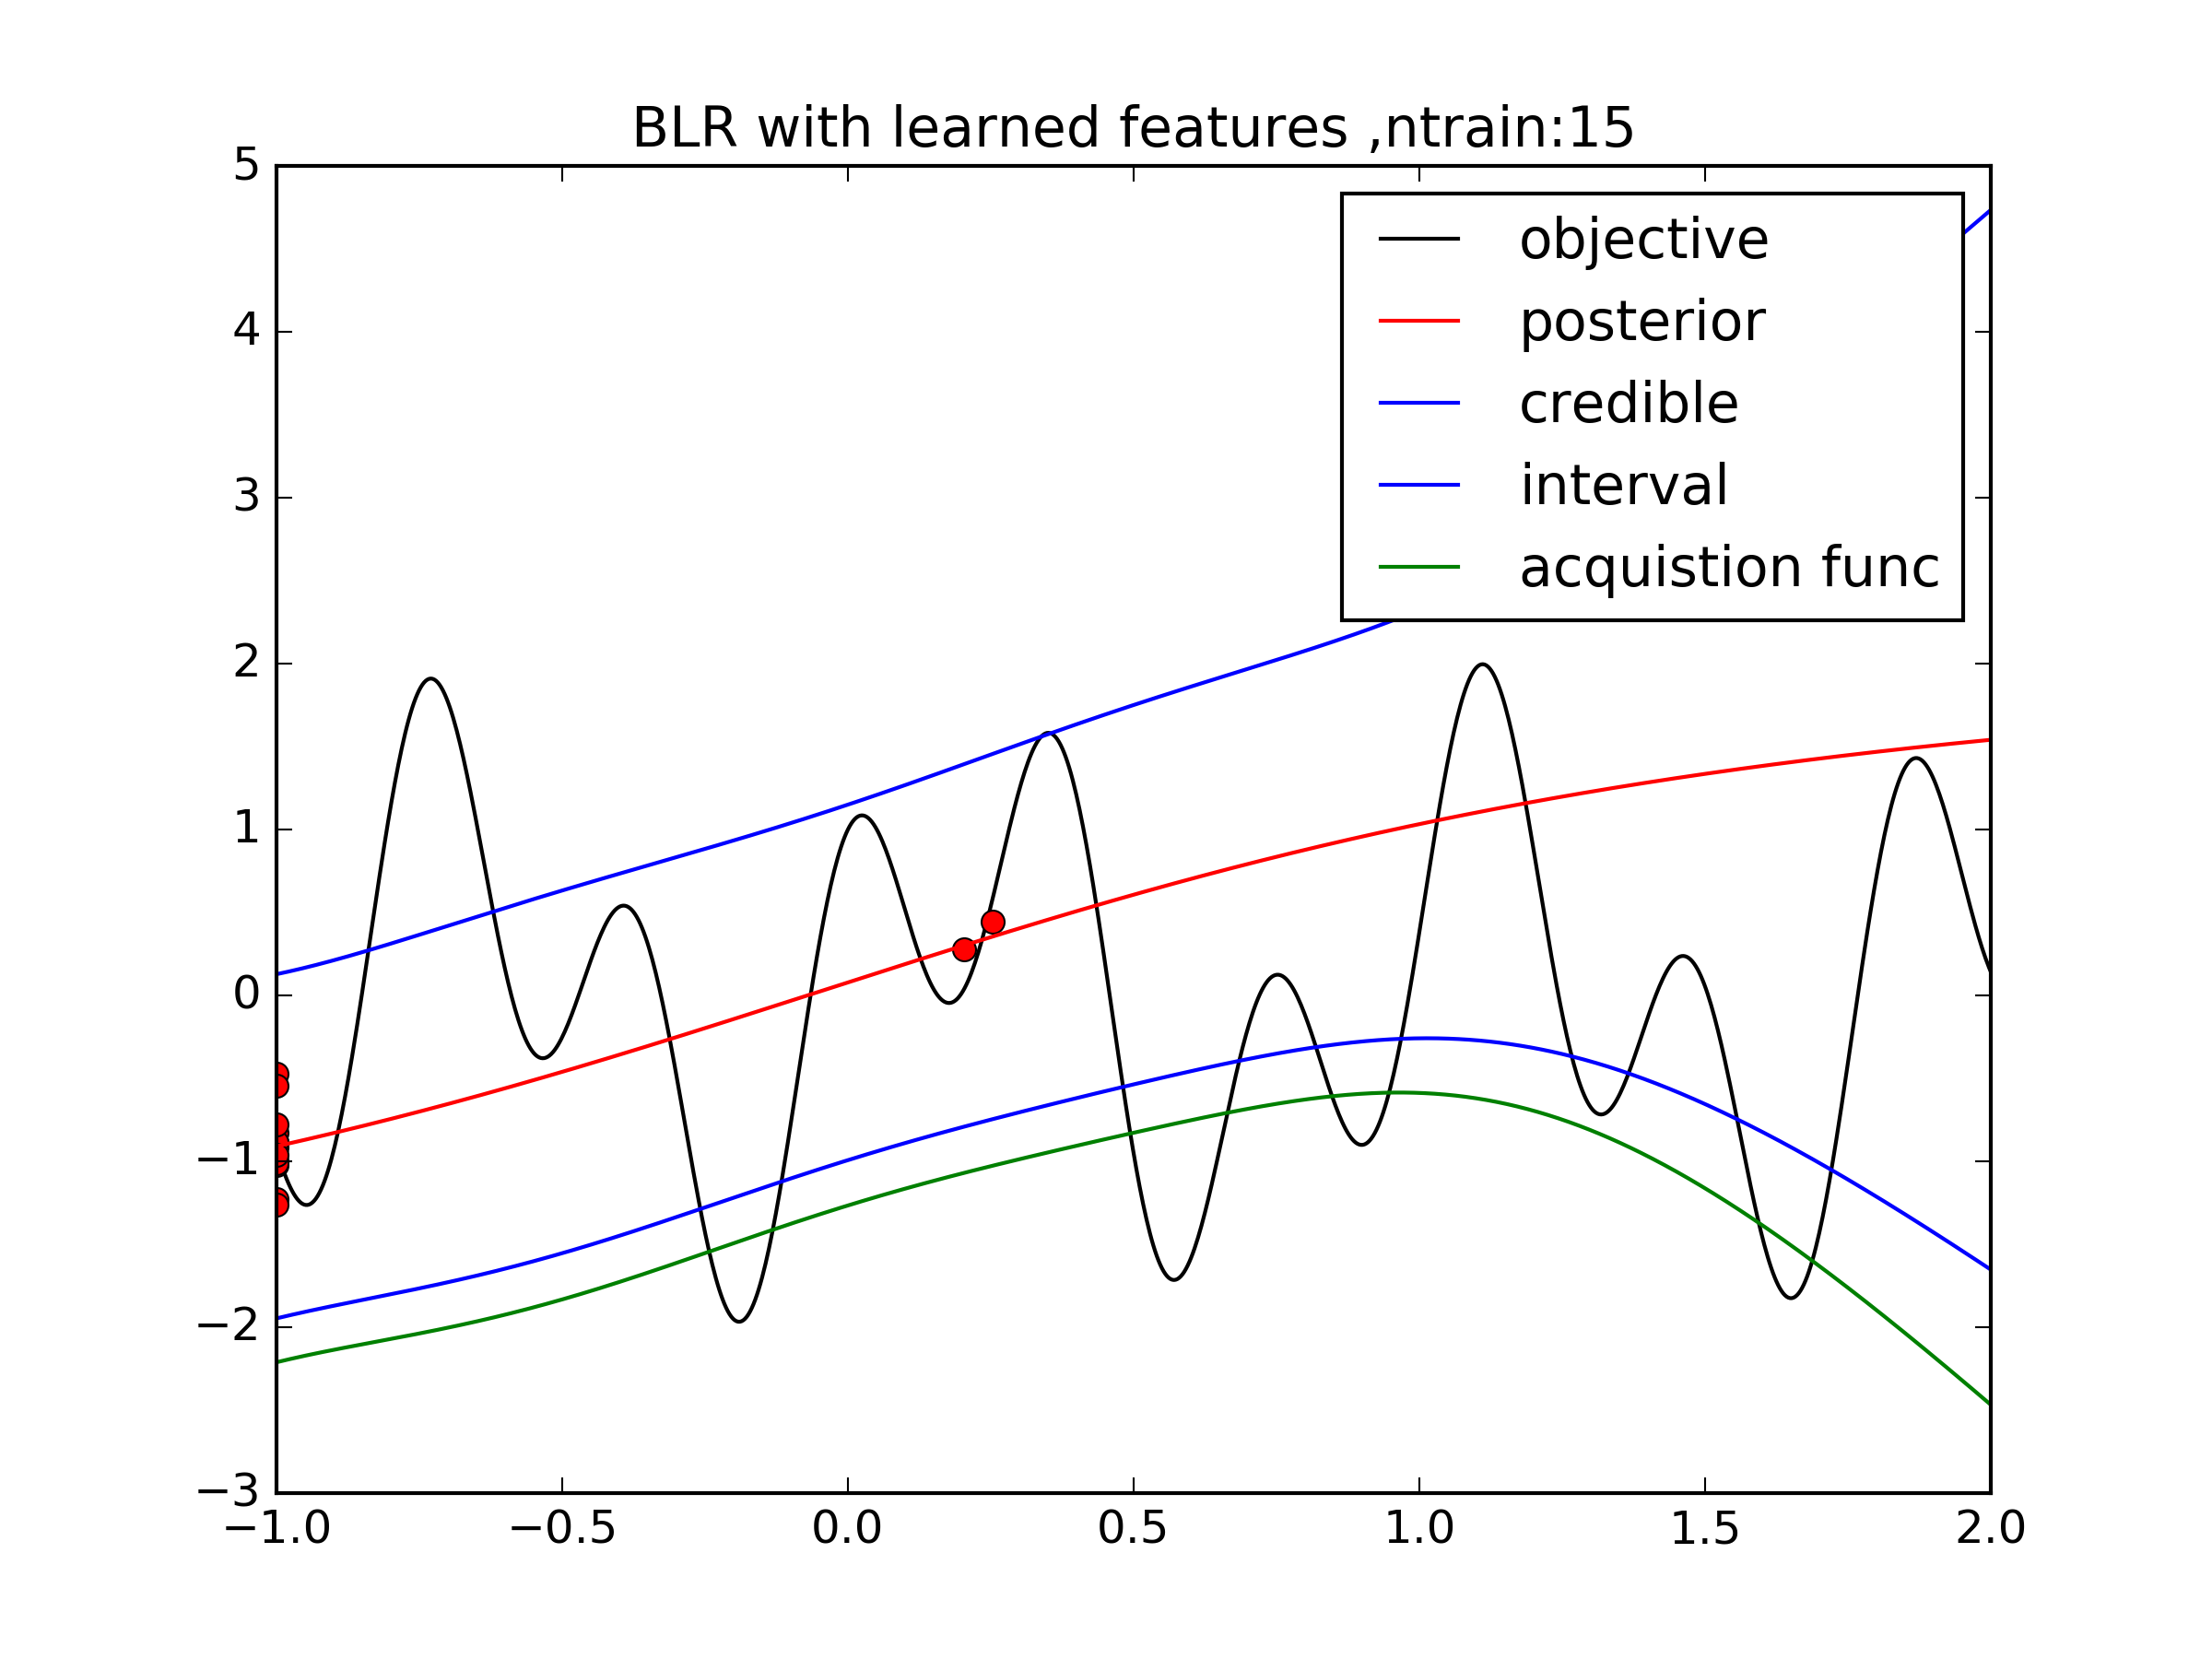 BLR with learned features ,ntrain:15
5
4
3
2
1
0
−1
−2
−3
objective
posterior
credible
interval
acquistion func
−1.0 −0.5 0.0 0.5 1.0 1.5 2.0